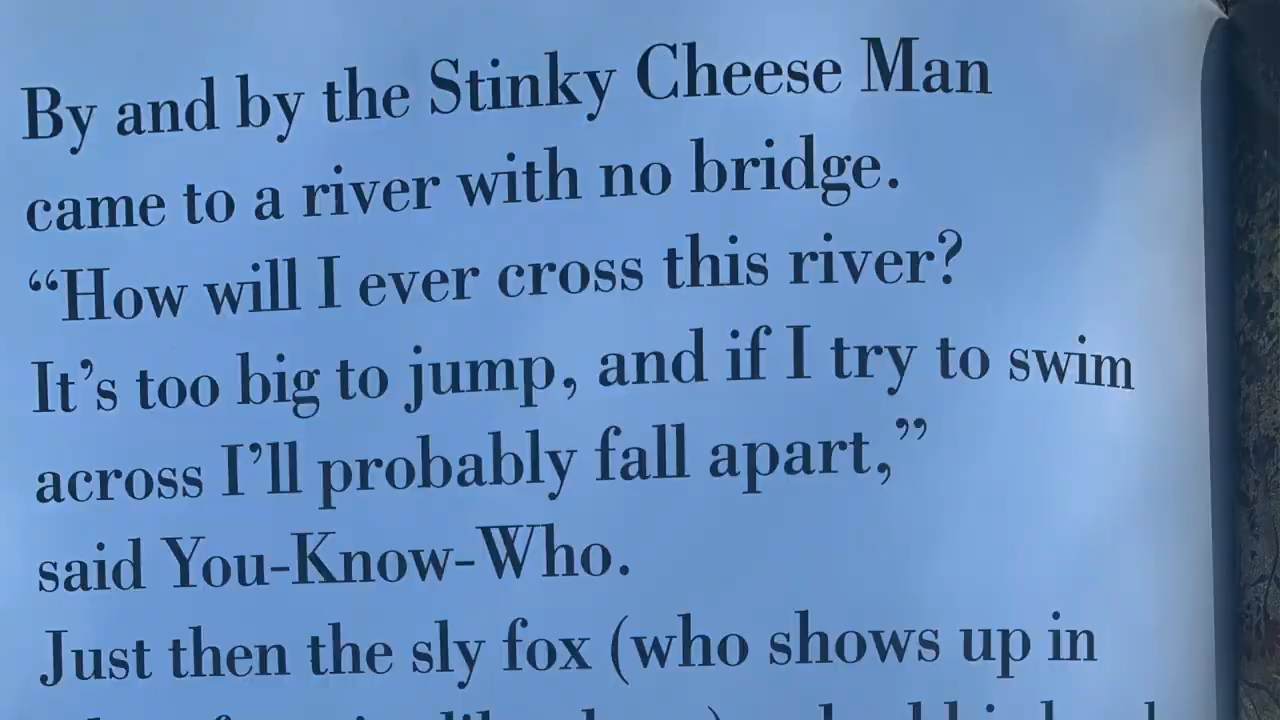 By and by the Stinky Cheese Man
came to a river with no bridge.
“How will I ever cross this river?
It’s too big to jump, and if I try to swim
across I’ll probably fall apart,”
said You-Know-Who.
Just then the sly fox (who shows up in